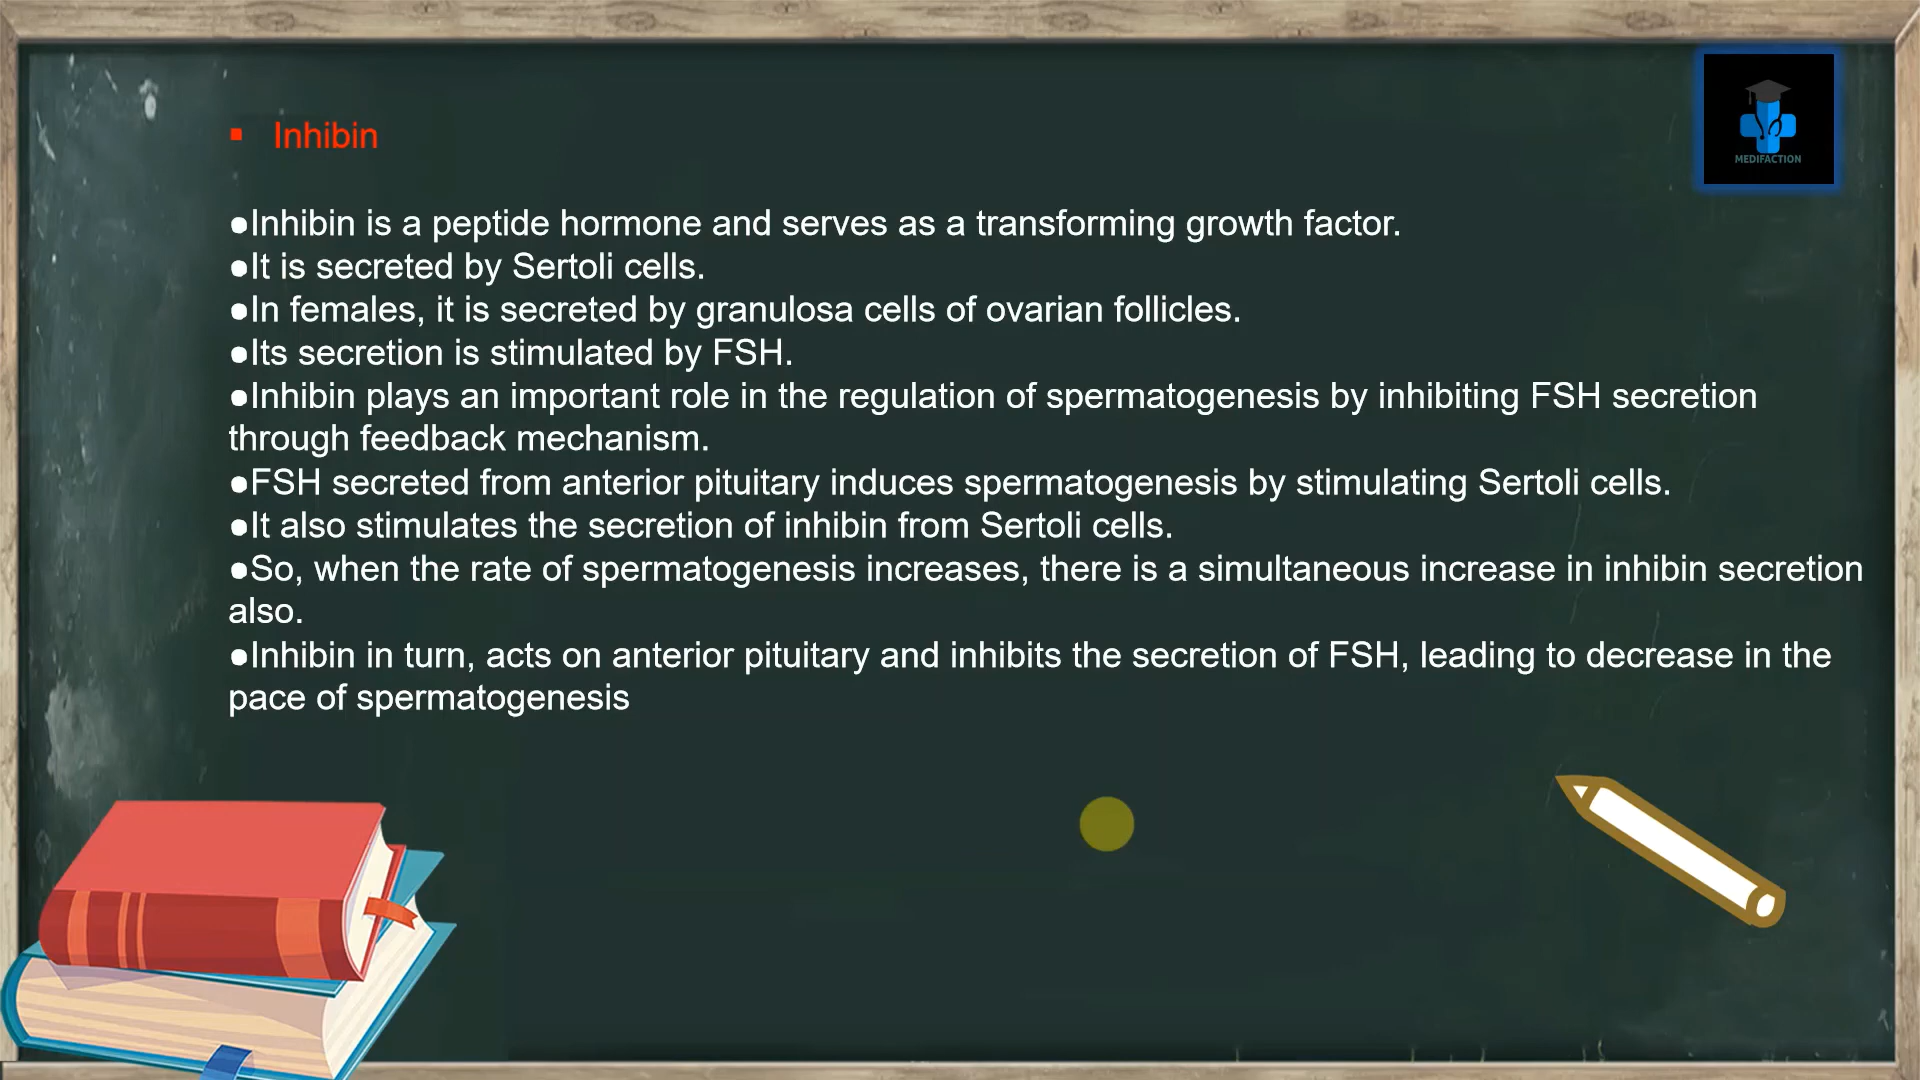 ▪ Inhibin
MEDIFACTION
●Inhibin is a peptide hormone and serves as a transforming growth factor.
●It is secreted by Sertoli cells.
●In females, it is secreted by granulosa cells of ovarian follicles.
●Its secretion is stimulated by FSH.
●Inhibin plays an important role in the regulation of spermatogenesis by inhibiting FSH secretion
through feedback mechanism.
●FSH secreted from anterior pituitary induces spermatogenesis by stimulating Sertoli cells.
●It also stimulates the secretion of inhibin from Sertoli cells.
●So, when the rate of spermatogenesis increases, there is a simultaneous increase in inhibin secretion
also.
●Inhibin in turn, acts on anterior pituitary and inhibits the secretion of FSH, leading to decrease in the
pace of spermatogenesis